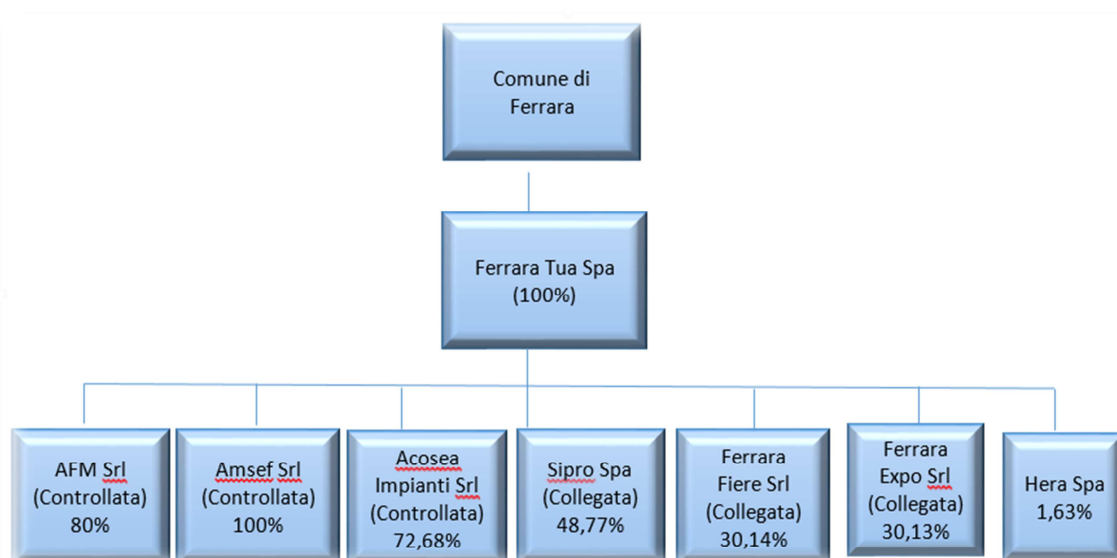 Comune di
Ferrara
Ferrara Tua Spa
(100%)
AFM Srl
(Controllata)
80%
Amsef Srl
(Controllata)
100%
Acosea
Impianti Srl
(Controllata)
72,68%
Sipro Spa
(Collegata)
48,77%
Ferrara
Fiere Srl
(Collegata)
30,14%
Ferrara
Expo Srl
(Collegata)
30,13%
Hera Spa
1,63%